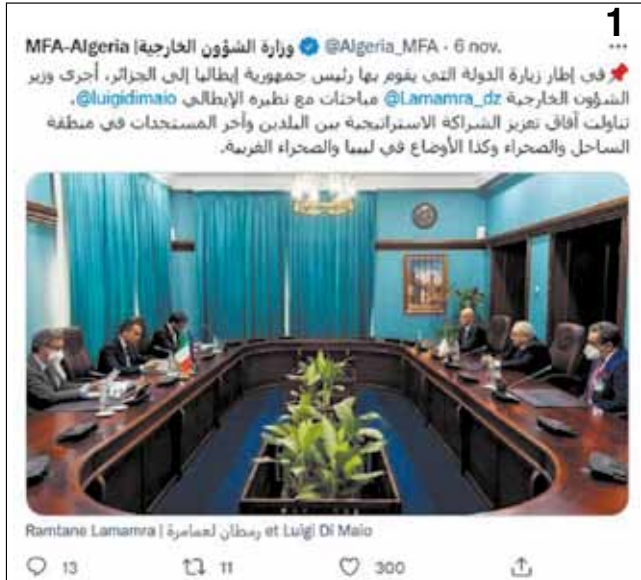 1
MFA-Algeria |وزارة الشؤون الخارجية @Algeria_MFA · 6 nov.
📌في إطار زيارة الدولة التي يقوم بها رئيس جمهورية إيطاليا إلى الجزائر، أجرى وزير
الشؤون الخارجية @Lamamra_dz مباحثات مع نظيره الإيطالي @luigidimaio،
تناولت آفاق تعزيز الشراكة الاستراتيجية بين البلدين وآخر المستجدات في منطقة
الساحل والصحراء وكذا الأوضاع في ليبيا والصحراء الغربية.
Ramtane Lamamra | رمطان لعمامرة et Luigi Di Maio
13 11 300